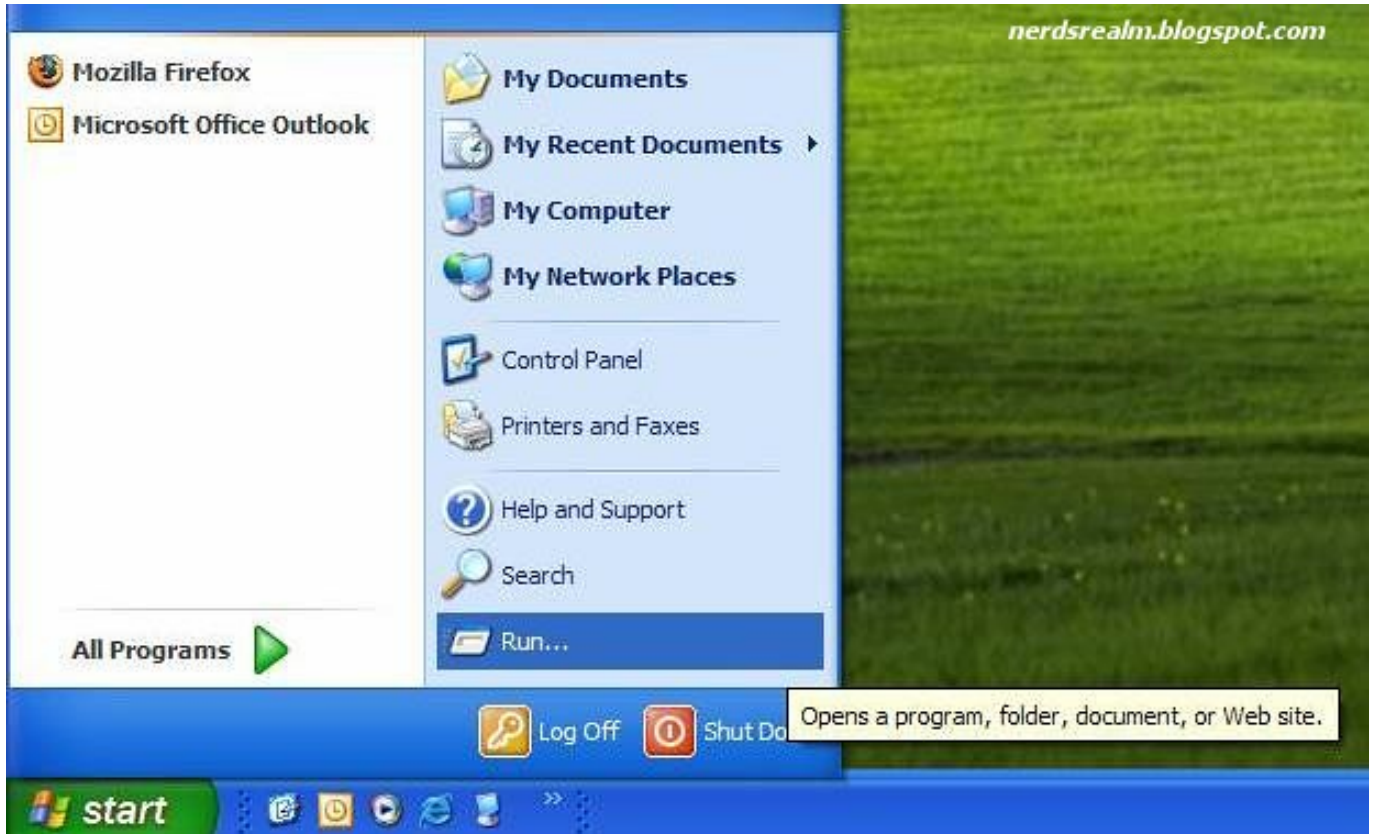 nerdsrealm.blogspot.com
Mozilla Firefox
Microsoft Office Outlook
All Programs
My Documents
My Recent Documents
My Computer
My Network Places
Control Panel
Printers and Faxes
Help and Support
Search
Run...
Log Off
Shut Do
Opens a program, folder, document, or Web site.
start